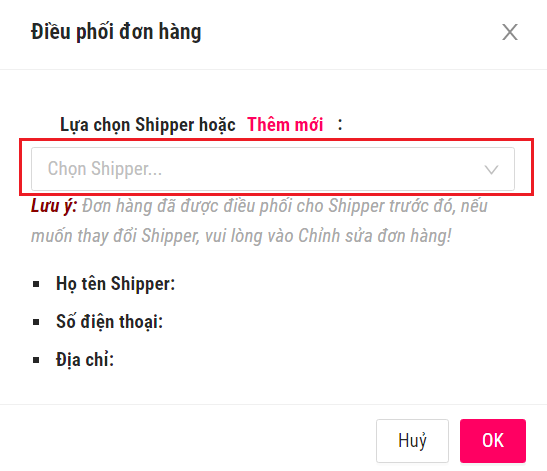 Điều phối đơn hàng
Lựa chọn Shipper hoặc Thêm mới :
Chọn Shipper...
Lưu ý: Đơn hàng đã được điều phối cho Shipper trước đó, nếu
muốn thay đổi Shipper, vui lòng vào Chỉnh sửa đơn hàng!
Họ tên Shipper:
Số điện thoại:
Địa chỉ:
Huỷ OK